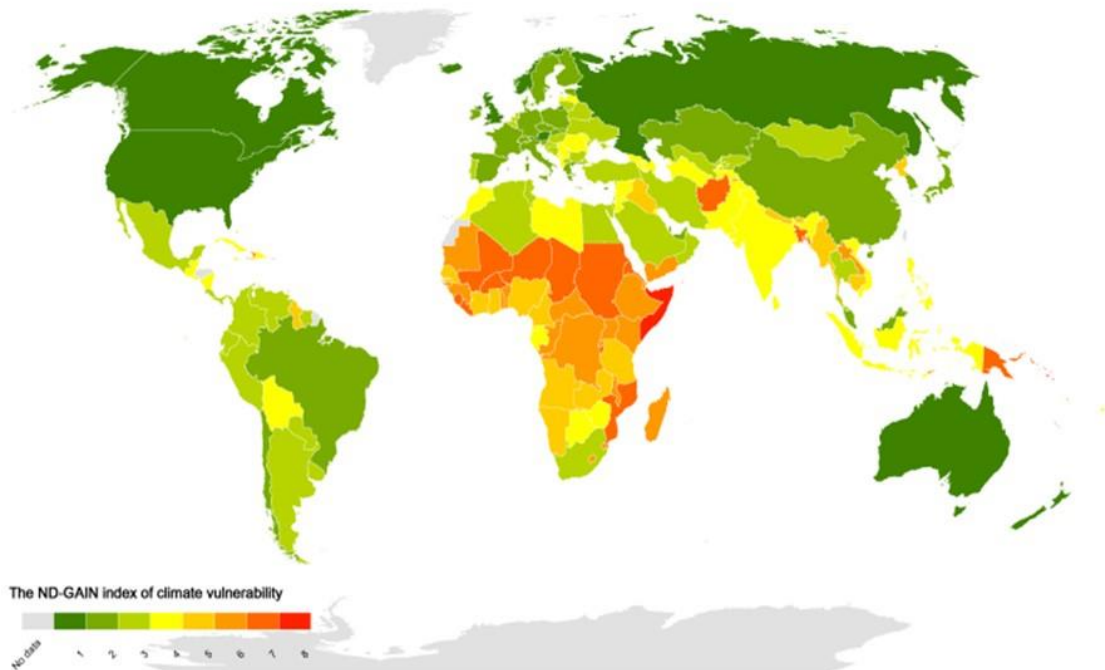 The ND-GAIN index of climate vulnerability
No data 1 2 3 4 5 6 7 8